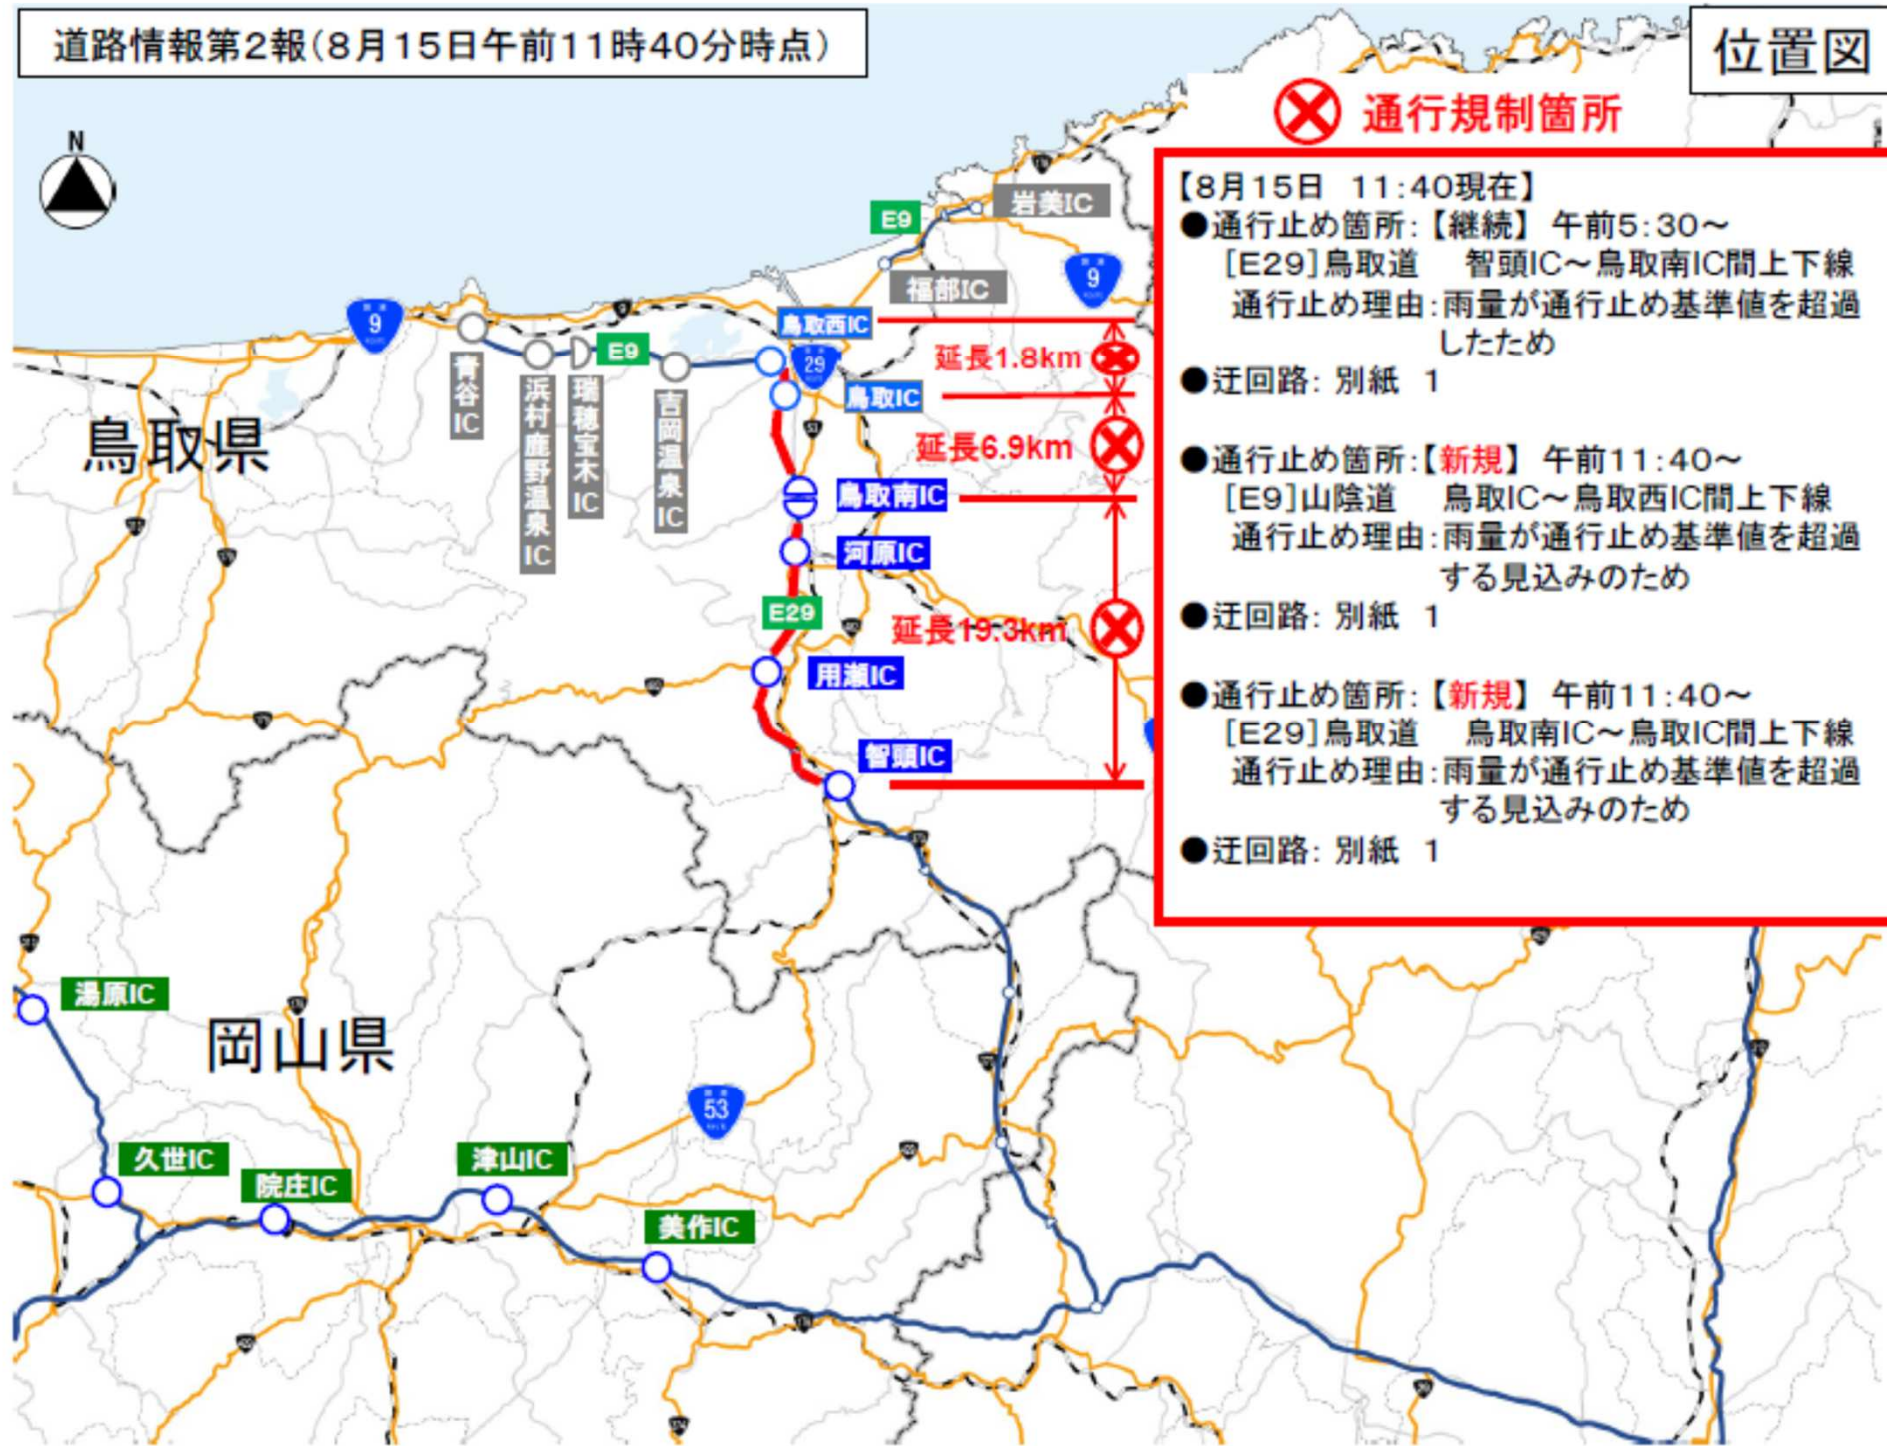 道路情報第2報(8月15日午前11時40分時点)
位置図
N
通行規制箇所
【8月15日 11:40現在】
●通行止め箇所:【継続】 午前5:30～
[E29]鳥取道 智頭IC～鳥取南IC間上下線
通行止め理由:雨量が通行止め基準値を超過
したため
●迂回路: 別紙 1
●通行止め箇所:【新規】 午前11:40～
[E9]山陰道 鳥取IC～鳥取西IC間上下線
通行止め理由:雨量が通行止め基準値を超過
する見込みのため
●迂回路: 別紙 1
●通行止め箇所:【新規】 午前11:40～
[E29]鳥取道 鳥取南IC～鳥取IC間上下線
通行止め理由:雨量が通行止め基準値を超過
する見込みのため
●迂回路: 別紙 1
岩美IC
E9
福部IC
9
9
鳥取西IC
E9
29
延長1.8km
青谷IC
浜村鹿野温泉IC
瑞穂宝木IC
吉岡温泉IC
鳥取IC
53
延長6.9km
鳥取県
鳥取南IC
河原IC
E29
延長19.3km
用瀬IC
智頭IC
湯原IC
岡山県
53
久世IC
院庄IC
津山IC
美作IC